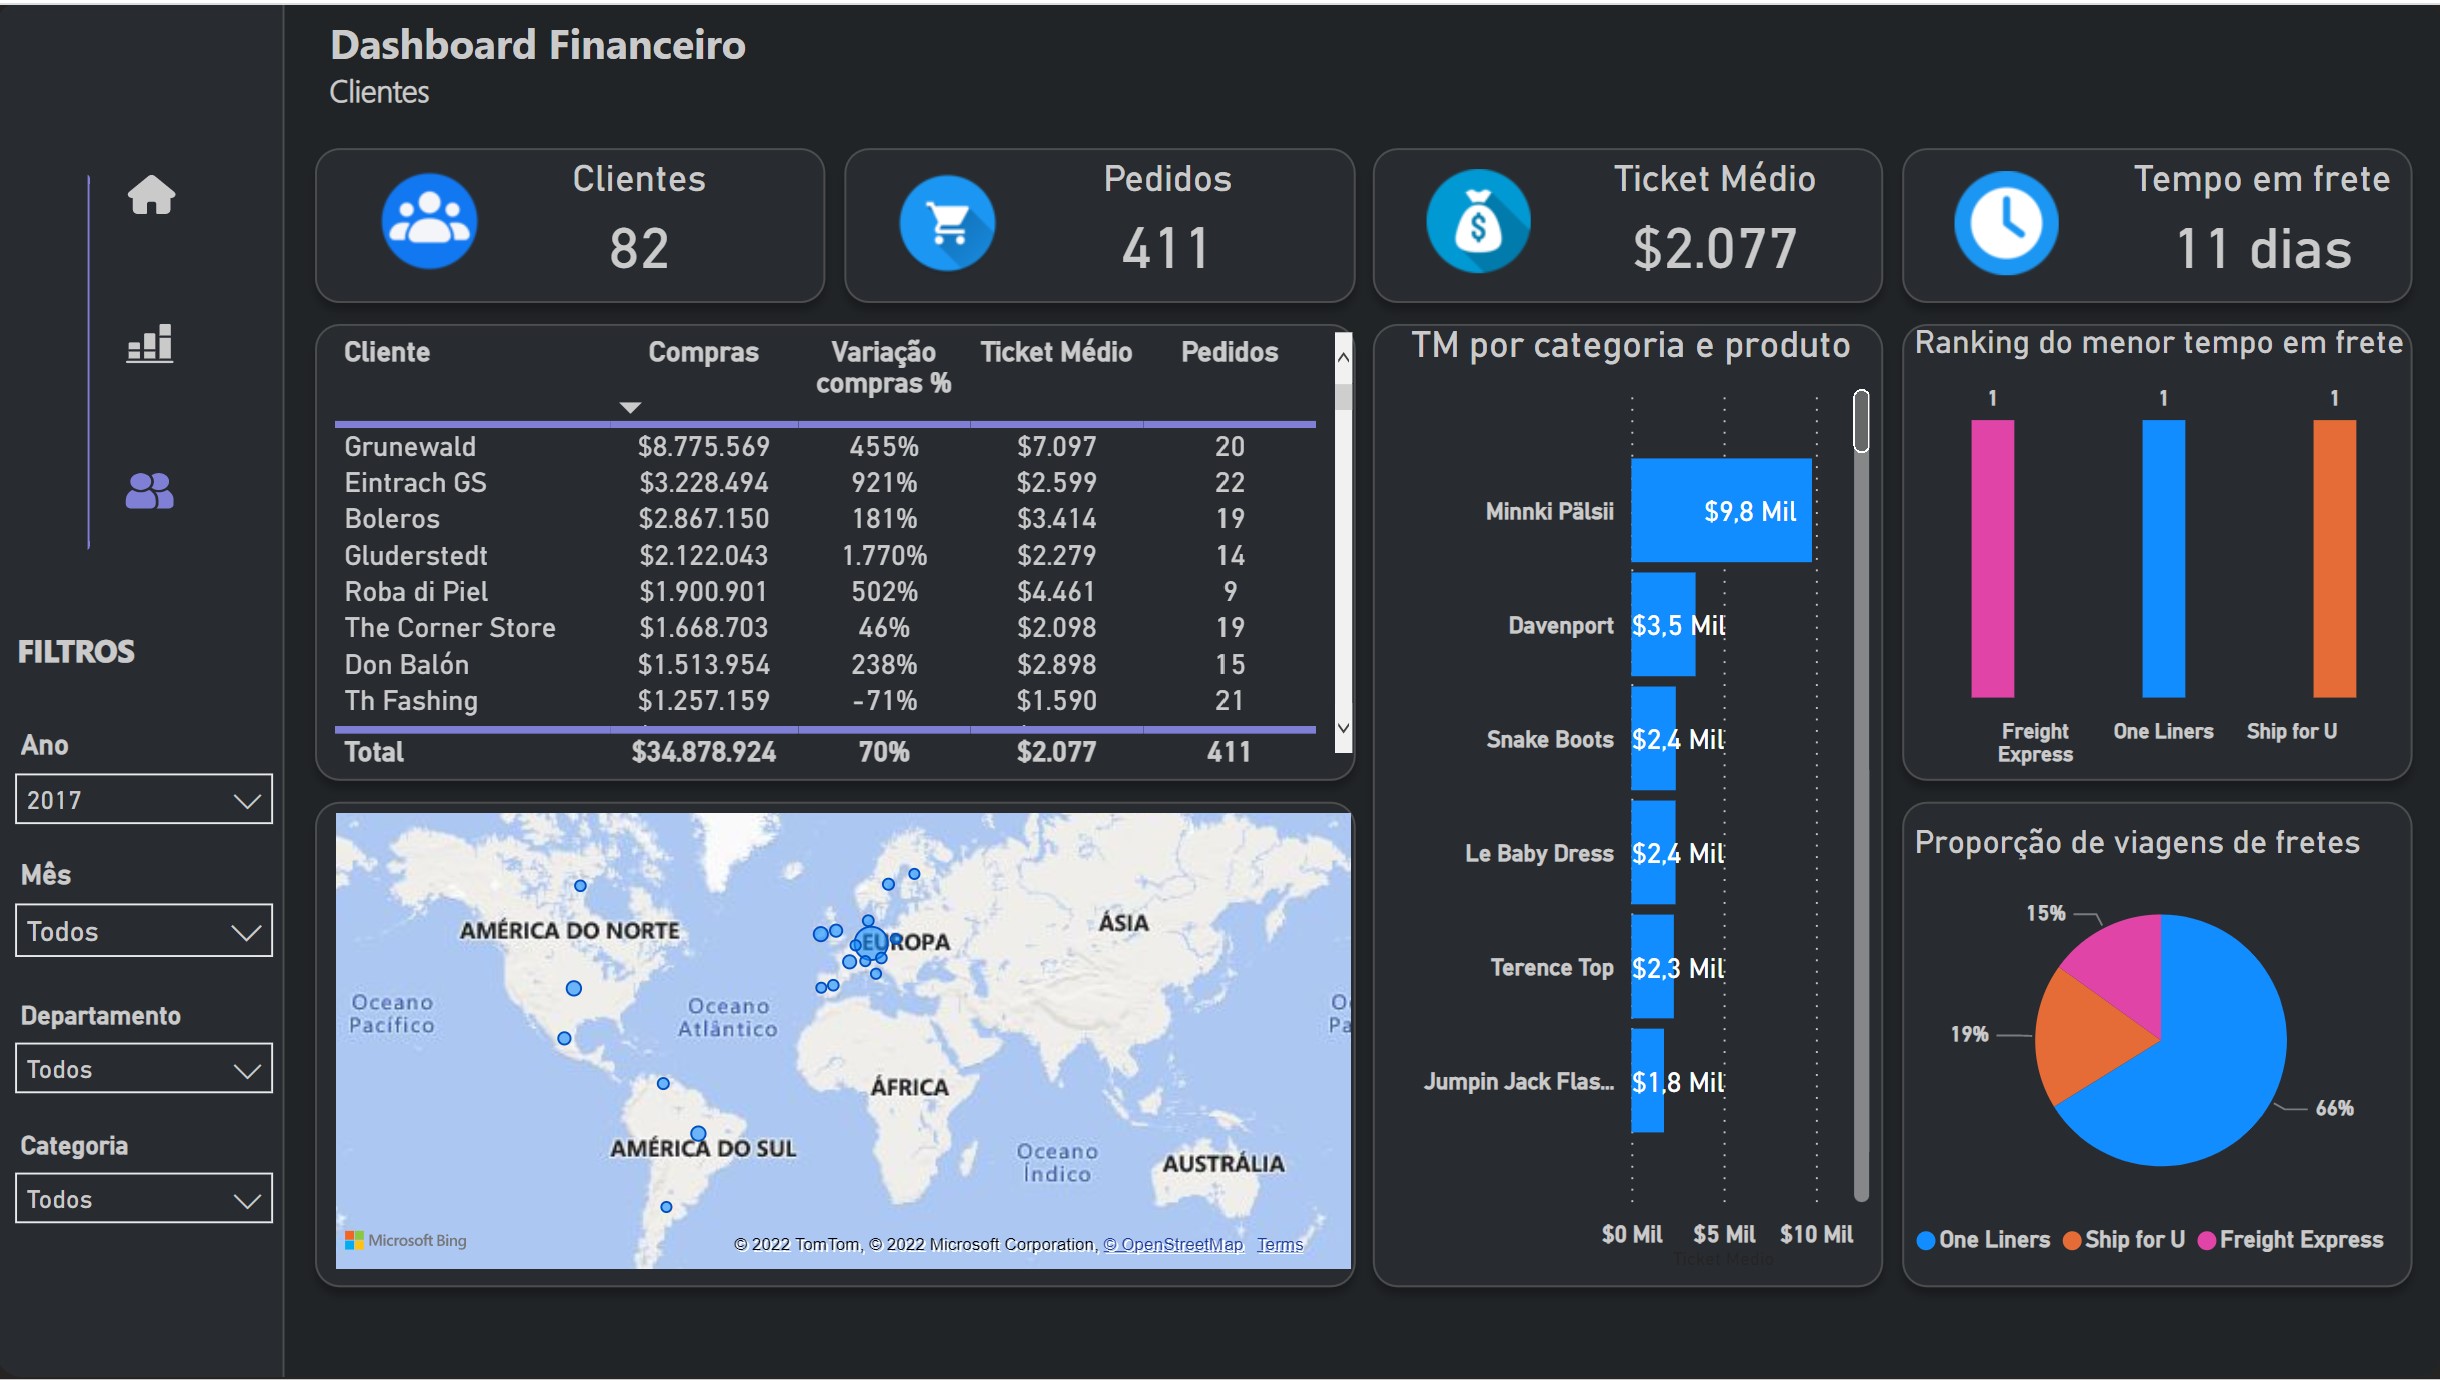 Dashboard Financeiro
Clientes
Clientes
82
Pedidos
411
Ticket Médio
$2.077
Tempo em frete
11 dias
FILTROS
Ano
2017
Mês
Todos
Departamento
Todos
Categoria
Todos
Cliente Compras Variação compras % Ticket Médio Pedidos
Grunewald $8.775.569 455% $7.097 20
Eintrach GS $3.228.494 921% $2.599 22
Boleros $2.867.150 181% $3.414 19
Gluderstedt $2.122.043 1.770% $2.279 14
Roba di Piel $1.900.901 502% $4.461 9
The Corner Store $1.668.703 46% $2.098 19
Don Balón $1.513.954 238% $2.898 15
Th Fashing $1.257.159 -71% $1.590 21
Total $34.878.924 70% $2.077 411
AMÉRICA DO NORTE
EUROPA
ÁSIA
Oceano
Pacífico
Oceano
Atlântico
O
Pa
ÁFRICA
AMÉRICA DO SUL
Oceano
Índico
AUSTRÁLIA
Microsoft Bing
© 2022 TomTom, © 2022 Microsoft Corporation, © OpenStreetMap Terms
TM por categoria e produto
Minnki Pälsii $9,8 Mil
Davenport $3,5 Mil
Snake Boots $2,4 Mil
Le Baby Dress $2,4 Mil
Terence Top $2,3 Mil
Jumpin Jack Flas... $1,8 Mil
$0 Mil $5 Mil $10 Mil
Ticket Médio
Ranking do menor tempo em frete
1 1 1
Freight Express One Liners Ship for U
Proporção de viagens de fretes
15%
19%
66%
One Liners Ship for U Freight Express